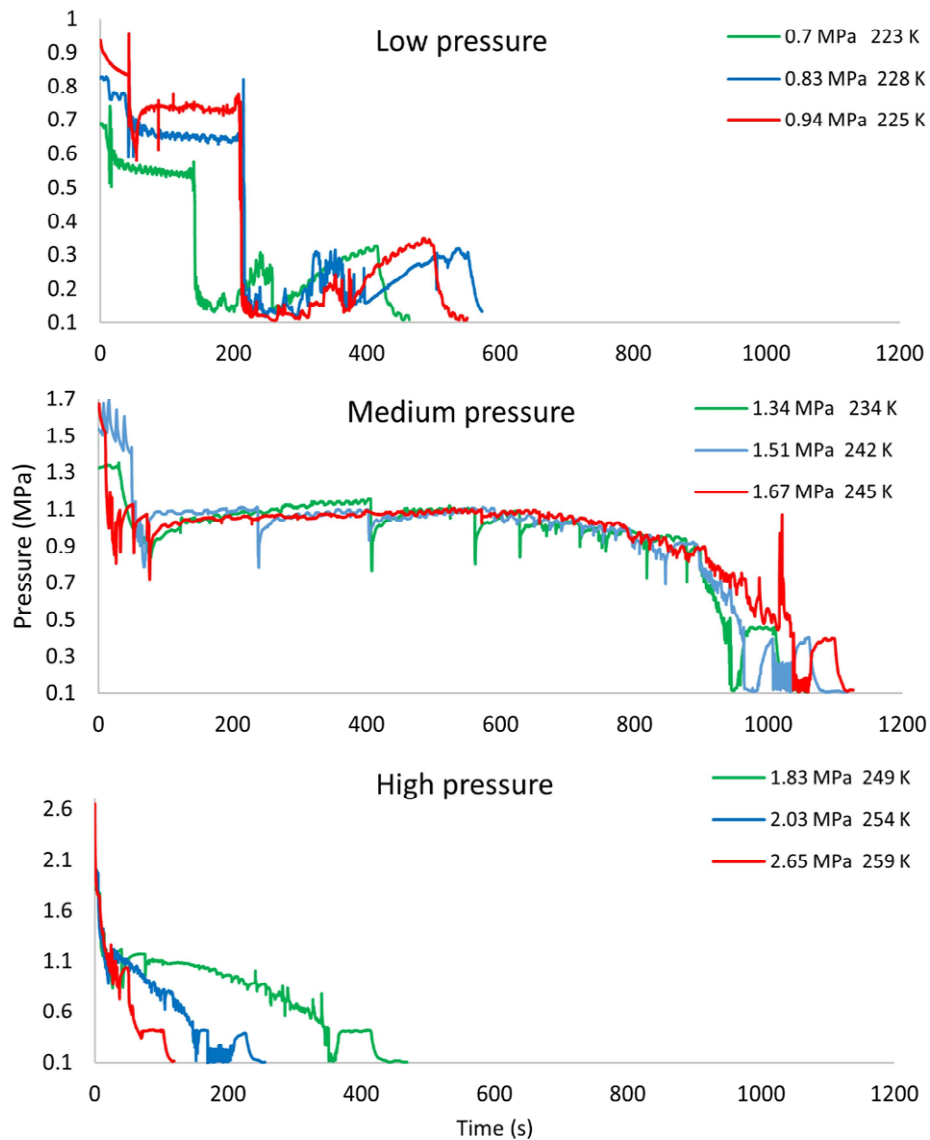 Low pressure
0.7 MPa 223 K
0.83 MPa 228 K
0.94 MPa 225 K
1
0.9
0.8
0.7
0.6
0.5
0.4
0.3
0.2
0.1
0 200 400 600 800 1000 1200
Medium pressure
1.34 MPa 234 K
1.51 MPa 242 K
1.67 MPa 245 K
Pressure (MPa)
1.7
1.5
1.3
1.1
0.9
0.7
0.5
0.3
0.1
0 200 400 600 800 1000 1200
High pressure
1.83 MPa 249 K
2.03 MPa 254 K
2.65 MPa 259 K
2.6
2.1
1.6
1.1
0.6
0.1
0 200 400 600 800 1000 1200
Time (s)